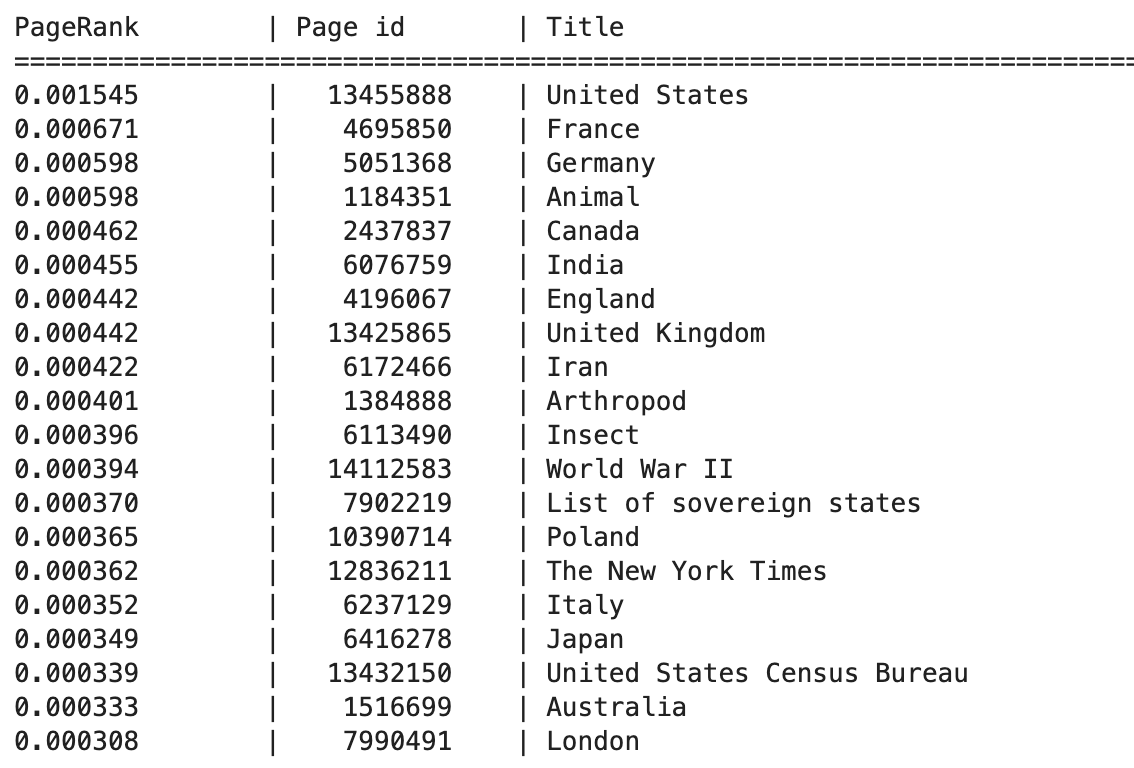 PageRank | Page id | Title
========================================================================
0.001545 | 13455888 | United States
0.000671 | 4695850 | France
0.000598 | 5051368 | Germany
0.000598 | 1184351 | Animal
0.000462 | 2437837 | Canada
0.000455 | 6076759 | India
0.000442 | 4196067 | England
0.000442 | 13425865 | United Kingdom
0.000422 | 6172466 | Iran
0.000401 | 1384888 | Arthropod
0.000396 | 6113490 | Insect
0.000394 | 14112583 | World War II
0.000370 | 7902219 | List of sovereign states
0.000365 | 10390714 | Poland
0.000362 | 12836211 | The New York Times
0.000352 | 6237129 | Italy
0.000349 | 6416278 | Japan
0.000339 | 13432150 | United States Census Bureau
0.000333 | 1516699 | Australia
0.000308 | 7990491 | London